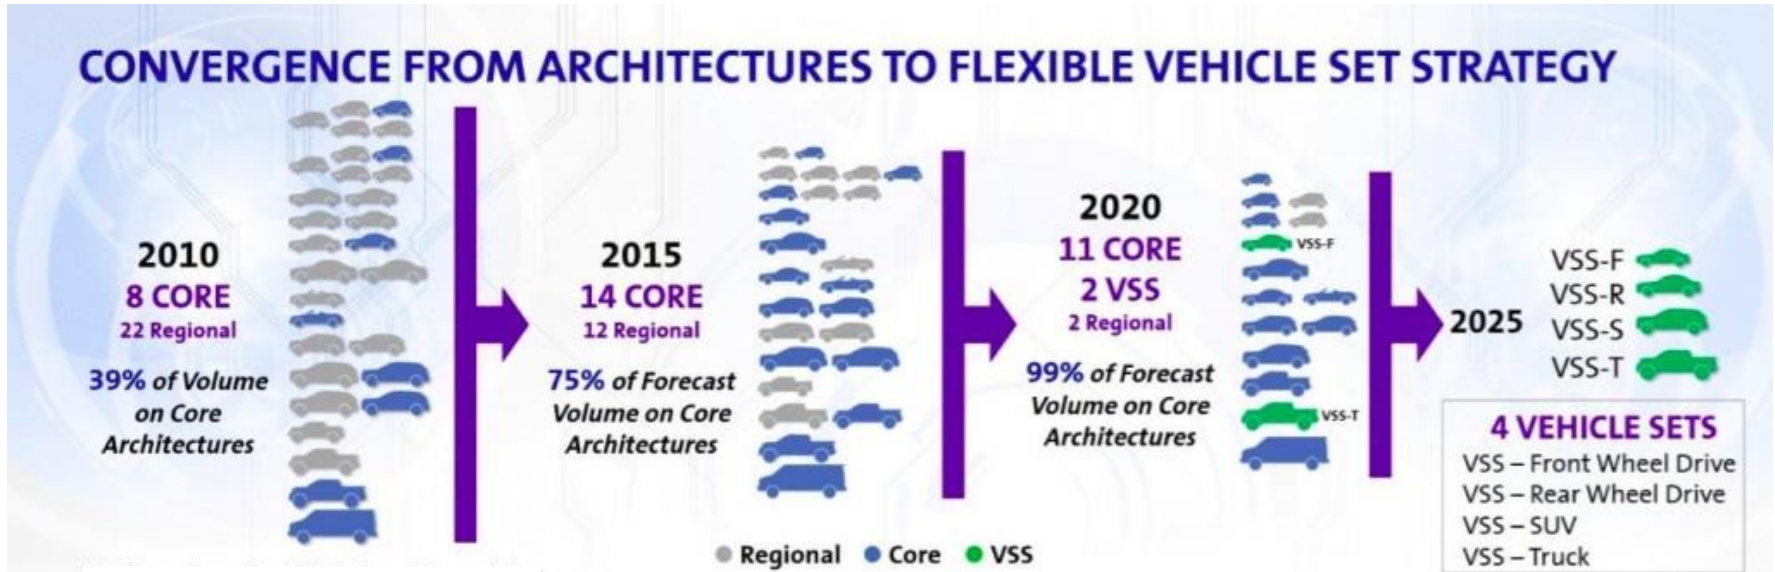 CONVERGENCE FROM ARCHITECTURES TO FLEXIBLE VEHICLE SET STRATEGY
2010
8 CORE
22 Regional
39% of Volume
on Core
Architectures
2015
14 CORE
12 Regional
75% of Forecast
Volume on Core
Architectures
2020
11 CORE
2 VSS
2 Regional
99% of Forecast
Volume on Core
Architectures
VSS-F
VSS-T
2025
VSS-F
VSS-R
VSS-S
VSS-T
4 VEHICLE SETS
VSS – Front Wheel Drive
VSS – Rear Wheel Drive
VSS – SUV
VSS – Truck
Regional Core VSS